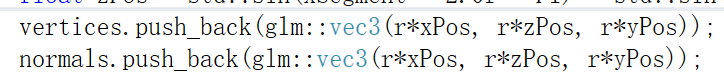 vertices.push_back(glm::vec3(r*xPos, r*zPos, r*yPos));
normals.push_back(glm::vec3(r*xPos, r*zPos, r*yPos));